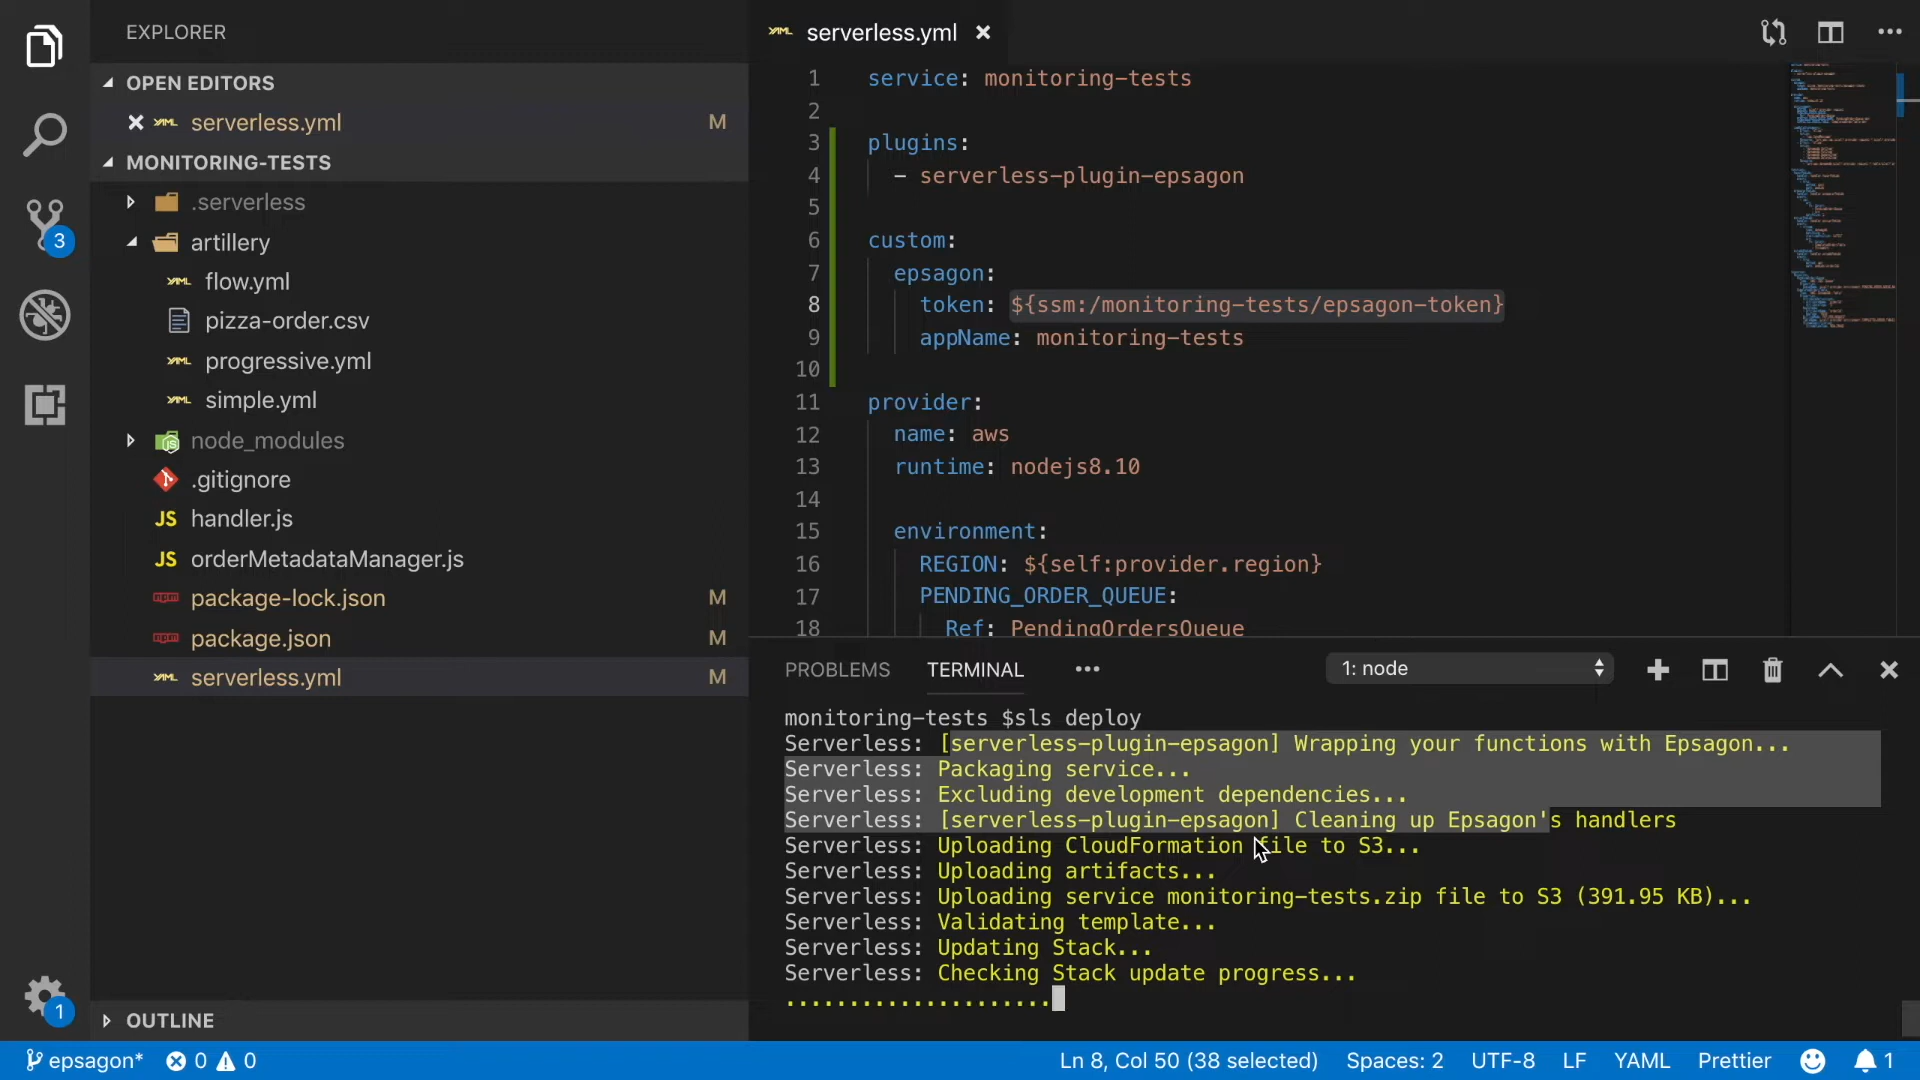 EXPLORER
OPEN EDITORS
serverless.yml M
MONITORING-TESTS
.serverless
artillery
flow.yml
pizza-order.csv
progressive.yml
simple.yml
node_modules
.gitignore
JS handler.js
JS orderMetadataManager.js
package-lock.json M
package.json M
serverless.yml M
OUTLINE
3
1
serverless.yml
1 service: monitoring-tests
2
3 plugins:
4 - serverless-plugin-epsagon
5
6 custom:
7 epsagon:
8 token: ${ssm:/monitoring-tests/epsagon-token}
9 appName: monitoring-tests
10
11 provider:
12 name: aws
13 runtime: nodejs8.10
14
15 environment:
16 REGION: ${self:provider.region}
17 PENDING_ORDER_QUEUE:
18 Ref: PendingOrdersQueue
PROBLEMS TERMINAL ••• 1: node
monitoring-tests $sls deploy
Serverless: [serverless-plugin-epsagon] Wrapping your functions with Epsagon...
Serverless: Packaging service...
Serverless: Excluding development dependencies...
Serverless: [serverless-plugin-epsagon] Cleaning up Epsagon's handlers
Serverless: Uploading CloudFormation file to S3...
Serverless: Uploading artifacts...
Serverless: Uploading service monitoring-tests.zip file to S3 (391.95 KB)...
Serverless: Validating template...
Serverless: Updating Stack...
Serverless: Checking Stack update progress...
.....................
epsagon* 0 0 Ln 8, Col 50 (38 selected) Spaces: 2 UTF-8 LF YAML Prettier 1